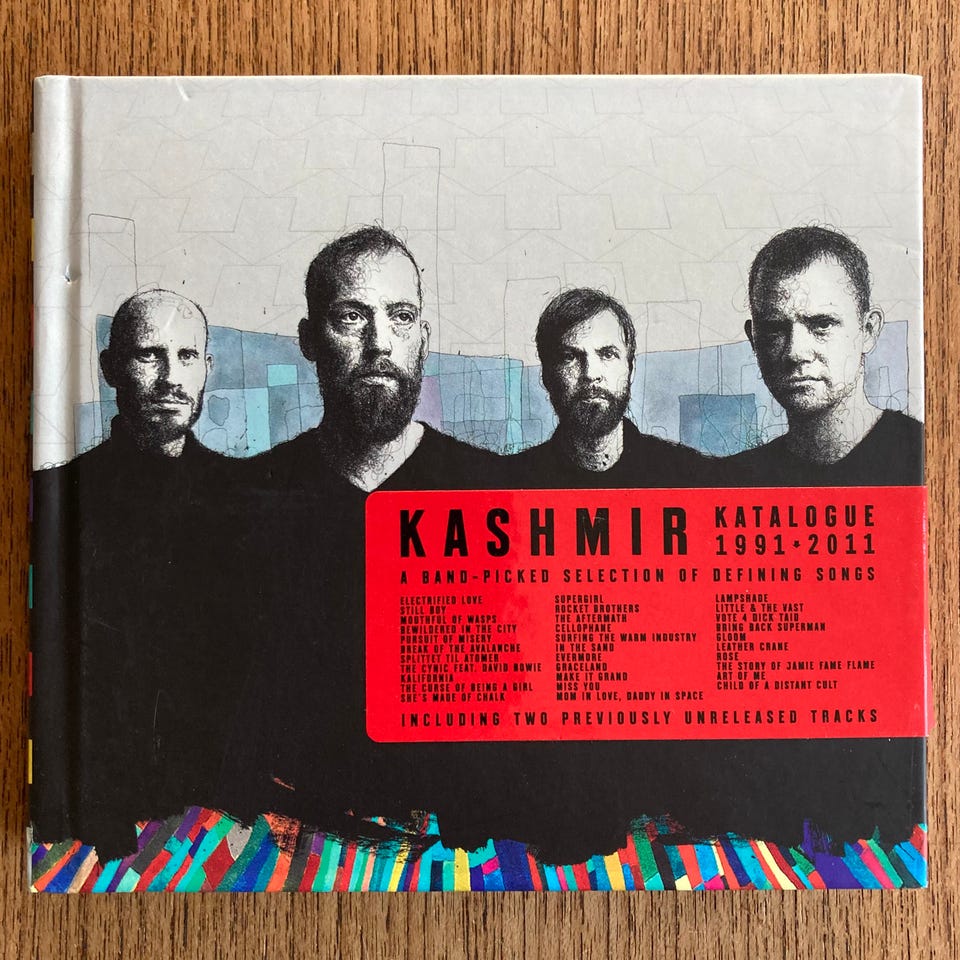 KASHMIR
KATALOGUE
1991*2011
A BAND-PICKED SELECTION OF DEFINING SONGS
ELECTRIFIED LOVE
STILL BOY
MOUTHFUL OF WASPS
BEWILDERED IN THE CITY
PURSUIT OF MISERY
BREAK OF THE AVALANCHE
SPLITTET TIL ATOMER
THE CYNIC FEAT. DAVID BOWIE
KALIFORNIA
THE CURSE OF BEING A GIRL
SHE'S MADE OF CHALK
SUPERGIRL
ROCKET BROTHERS
THE AFTERMATH
CELLOPHANE
SURFING THE WARM INDUSTRY
IN THE SAND
EVERMORE
GRACELAND
MAKE IT GRAND
MISS YOU
MOM IN LOVE, DADDY IN SPACE
LAMPSHADE
LITTLE & THE VAST
VOTE 4 DICK TAID
BRING BACK SUPERMAN
GLOOM
LEATHER CRANE
ROSE
THE STORY OF JAMIE FAME FLAME
ART OF ME
CHILD OF A DISTANT CULT
INCLUDING TWO PREVIOUSLY UNRELEASED TRACKS